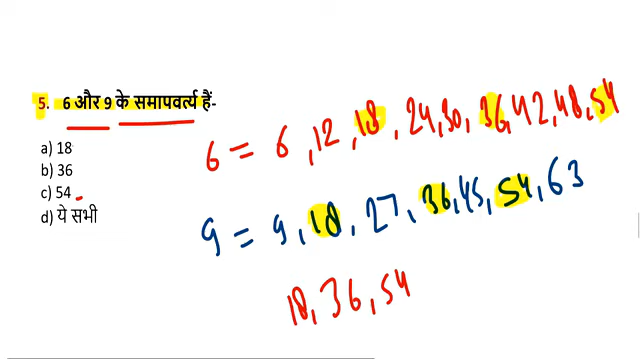 5. 6 और 9 के समापवर्त्य हैं-
a) 18
b) 36
c) 54
d) ये सभी
6 = 6, 12, 18, 24, 30, 36, 42, 48, 54
9 = 9, 18, 27, 36, 45, 54, 63
18, 36, 54